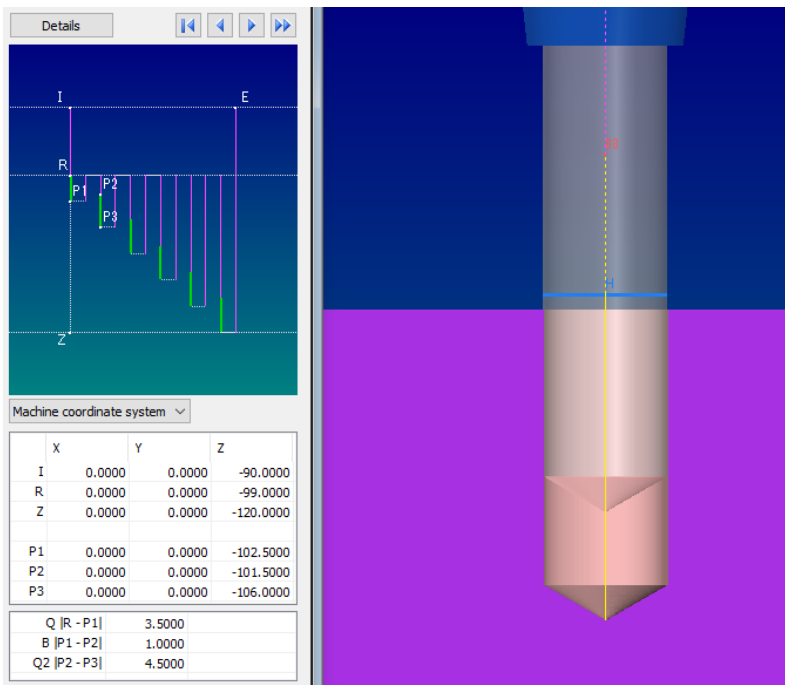 Details
I E
R
P1 P2
P3
Z
Machine coordinate system
X Y Z
I 0.0000 0.0000 -90.0000
R 0.0000 0.0000 -99.0000
Z 0.0000 0.0000 -120.0000
P1 0.0000 0.0000 -102.5000
P2 0.0000 0.0000 -101.5000
P3 0.0000 0.0000 -106.0000
Q |R - P1| 3.5000
B |P1 - P2| 1.0000
Q2 |P2 - P3| 4.5000
H